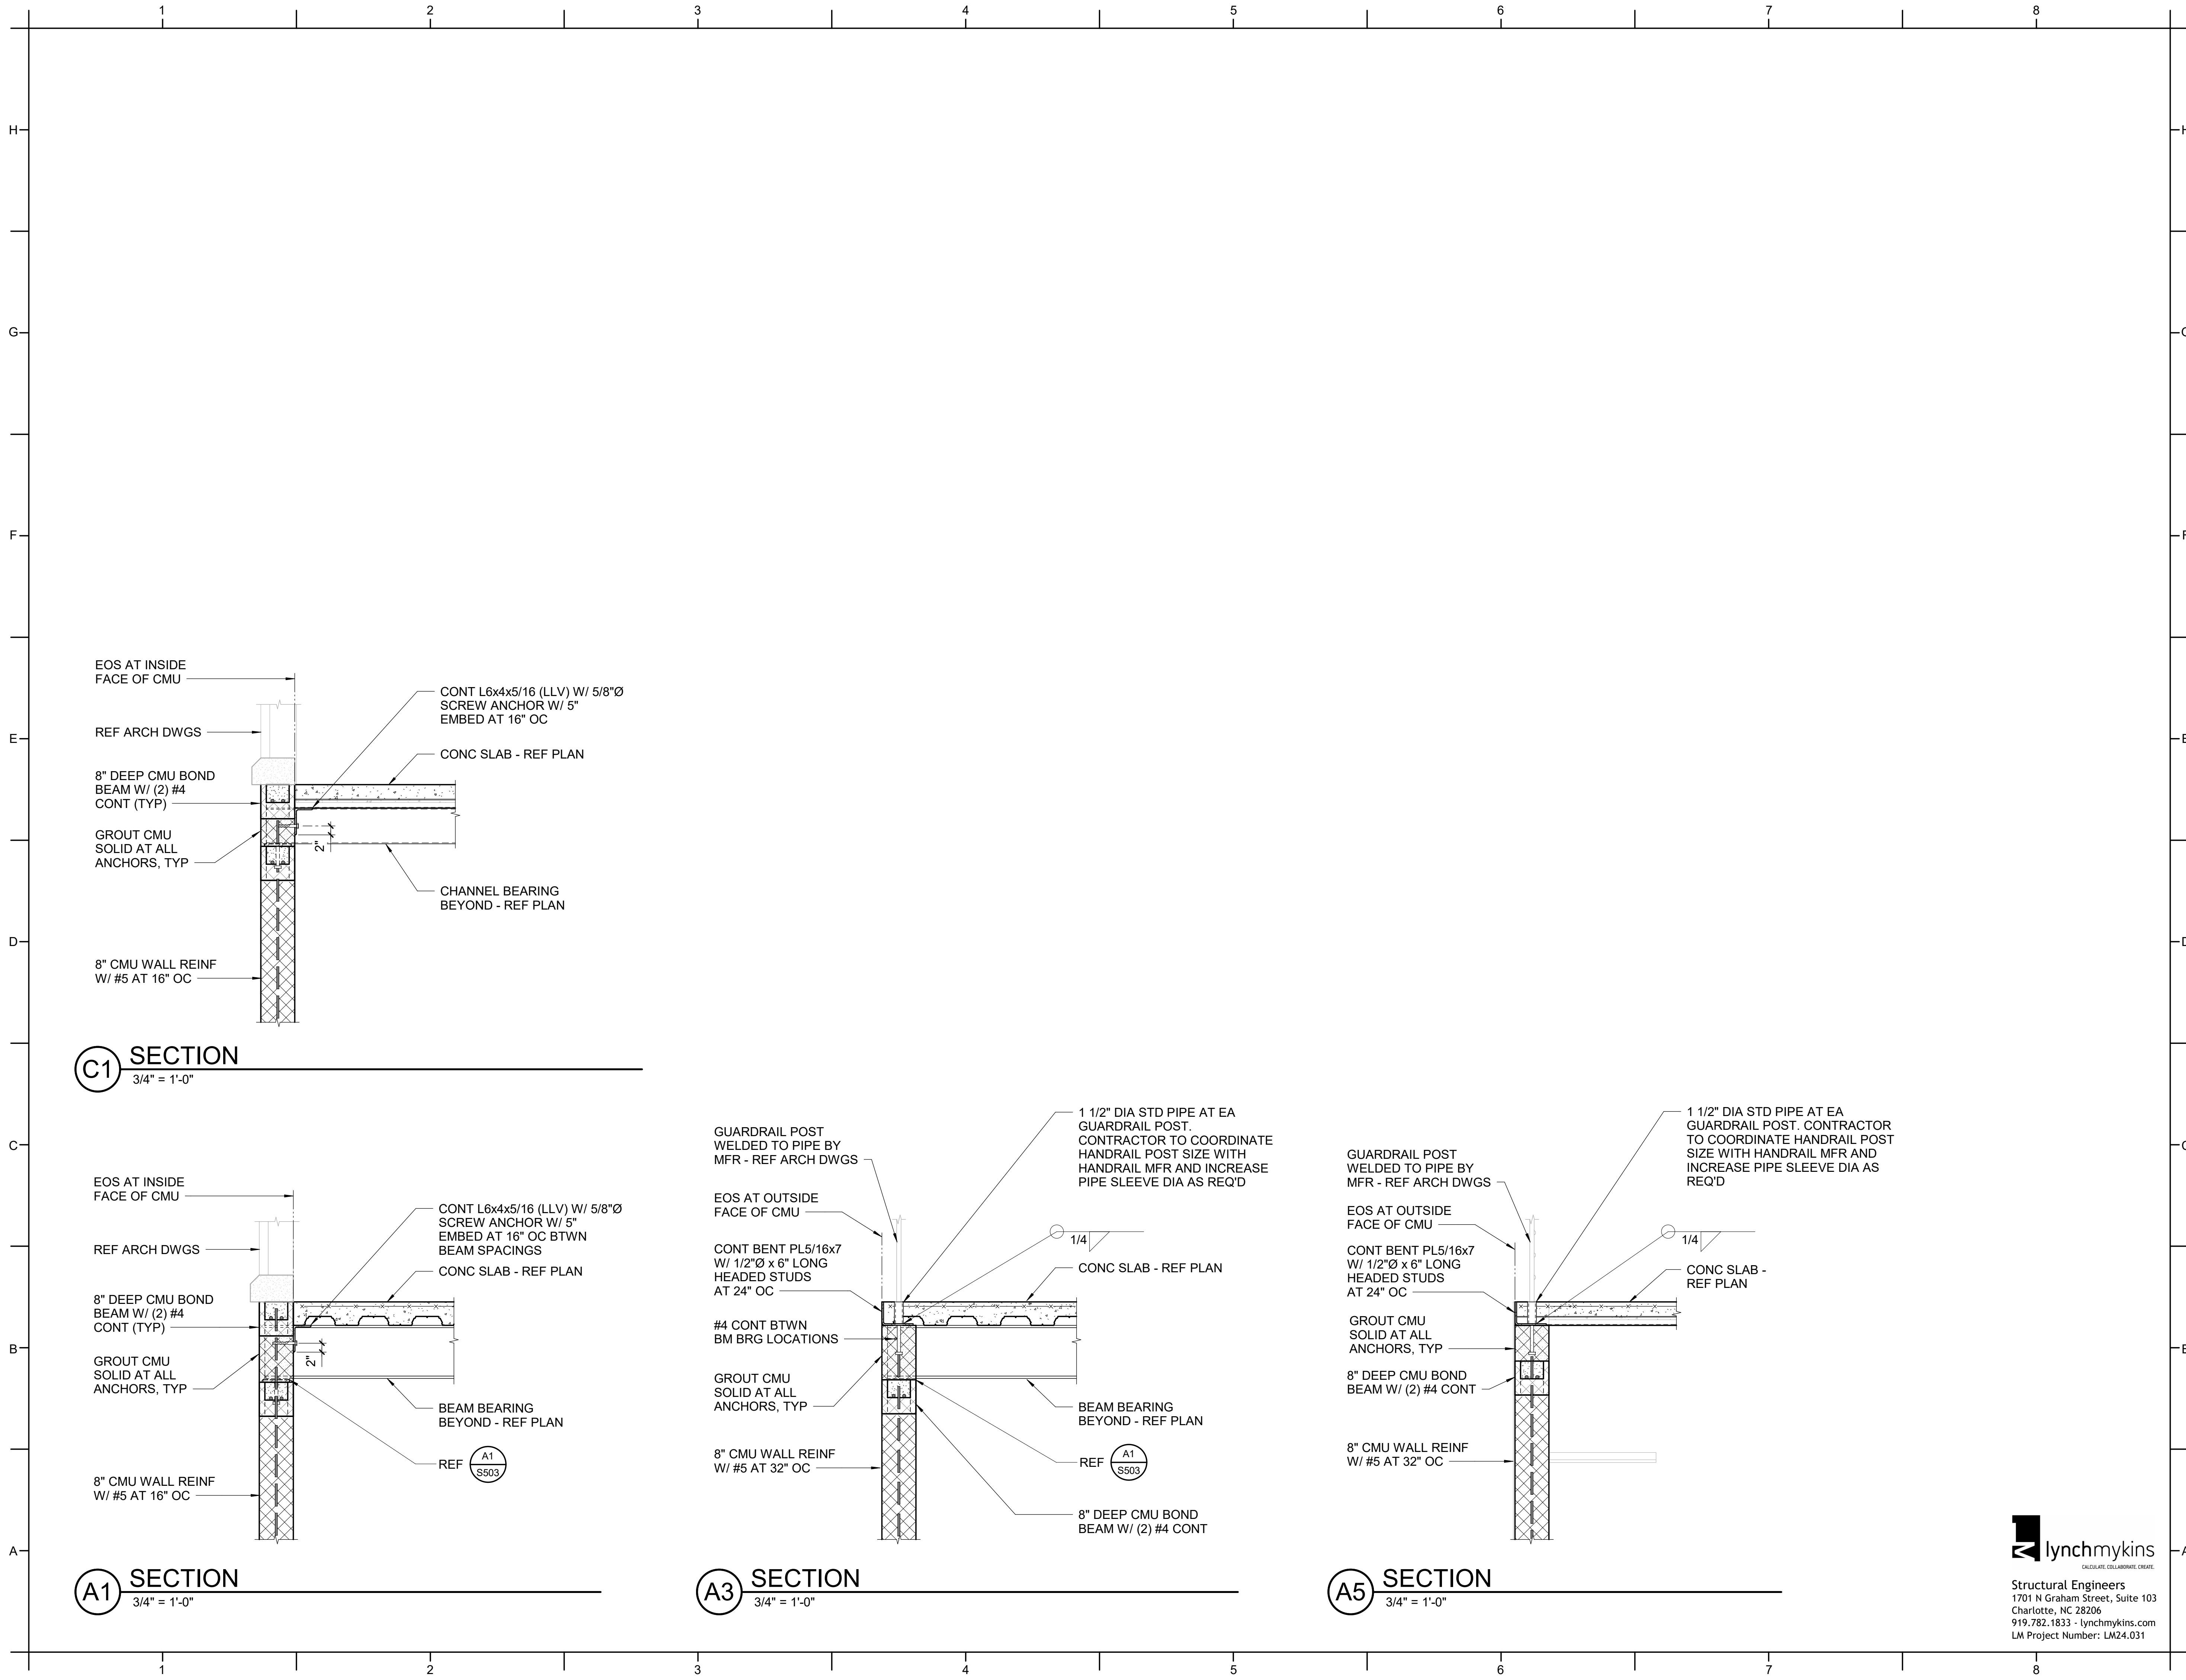 1 2 3 4 5 6 7 8
H
G
F
E
D
C
B
A
EOS AT INSIDE
FACE OF CMU
REF ARCH DWGS
8" DEEP CMU BOND
BEAM W/ (2) #4
CONT (TYP)
GROUT CMU
SOLID AT ALL
ANCHORS, TYP
8" CMU WALL REINF
W/ #5 AT 16" OC
CONT L6x4x5/16 (LLV) W/ 5/8"Ø
SCREW ANCHOR W/ 5"
EMBED AT 16" OC
CONC SLAB - REF PLAN
2"
CHANNEL BEARING
BEYOND - REF PLAN
C1
SECTION
3/4" = 1'-0"
EOS AT INSIDE
FACE OF CMU
REF ARCH DWGS
8" DEEP CMU BOND
BEAM W/ (2) #4
CONT (TYP)
GROUT CMU
SOLID AT ALL
ANCHORS, TYP
8" CMU WALL REINF
W/ #5 AT 16" OC
CONT L6x4x5/16 (LLV) W/ 5/8"Ø
SCREW ANCHOR W/ 5"
EMBED AT 16" OC BTWN
BEAM SPACINGS
CONC SLAB - REF PLAN
2"
BEAM BEARING
BEYOND - REF PLAN
REF A1
S503
A1
SECTION
3/4" = 1'-0"
GUARDRAIL POST
WELDED TO PIPE BY
MFR - REF ARCH DWGS
EOS AT OUTSIDE
FACE OF CMU
CONT BENT PL5/16x7
W/ 1/2"Ø x 6" LONG
HEADED STUDS
AT 24" OC
#4 CONT BTWN
BM BRG LOCATIONS
GROUT CMU
SOLID AT ALL
ANCHORS, TYP
8" CMU WALL REINF
W/ #5 AT 32" OC
1 1/2" DIA STD PIPE AT EA
GUARDRAIL POST.
CONTRACTOR TO COORDINATE
HANDRAIL POST SIZE WITH
HANDRAIL MFR AND INCREASE
PIPE SLEEVE DIA AS REQ'D
1/4
CONC SLAB - REF PLAN
BEAM BEARING
BEYOND - REF PLAN
REF A1
S503
8" DEEP CMU BOND
BEAM W/ (2) #4 CONT
A3
SECTION
3/4" = 1'-0"
GUARDRAIL POST
WELDED TO PIPE BY
MFR - REF ARCH DWGS
EOS AT OUTSIDE
FACE OF CMU
CONT BENT PL5/16x7
W/ 1/2"Ø x 6" LONG
HEADED STUDS
AT 24" OC
GROUT CMU
SOLID AT ALL
ANCHORS, TYP
8" DEEP CMU BOND
BEAM W/ (2) #4 CONT
8" CMU WALL REINF
W/ #5 AT 32" OC
1 1/2" DIA STD PIPE AT EA
GUARDRAIL POST. CONTRACTOR
TO COORDINATE HANDRAIL POST
SIZE WITH HANDRAIL MFR AND
INCREASE PIPE SLEEVE DIA AS
REQ'D
1/4
CONC SLAB -
REF PLAN
A5
SECTION
3/4" = 1'-0"
lynchmykins
CALCULATE. COLLABORATE. CREATE.
Structural Engineers
1701 N Graham Street, Suite 103
Charlotte, NC 28206
919.782.1833 - lynchmykins.com
LM Project Number: LM24.031
H
E
F
D
A
1 2 3 4 5 6 7 8